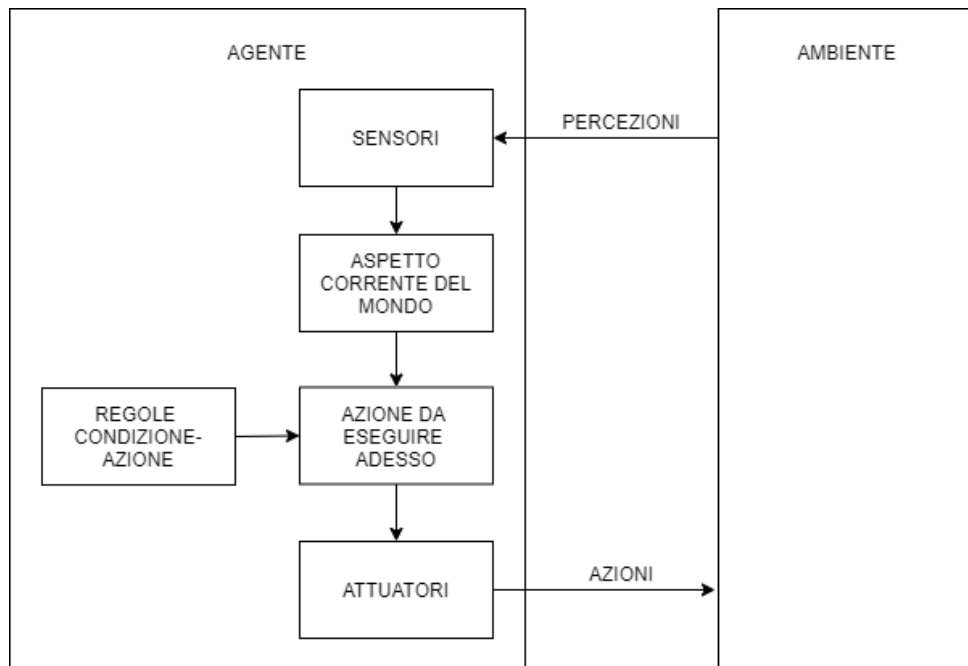 AGENTE
AMBIENTE
SENSORI
PERCEZIONI
ASPETTO
CORRENTE DEL
MONDO
REGOLE
CONDIZIONE-
AZIONE
AZIONE DA
ESEGUIRE
ADESSO
ATTUATORI
AZIONI